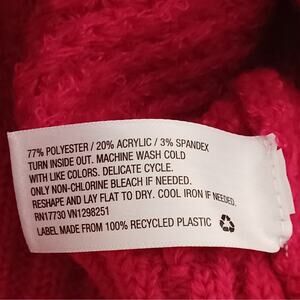 77% POLYESTER / 20% ACRYLIC / 3% SPANDEX
TURN INSIDE OUT. MACHINE WASH COLD
WITH LIKE COLORS. DELICATE CYCLE.
ONLY NON-CHLORINE BLEACH IF NEEDED.
RESHAPE AND LAY FLAT TO DRY. COOL IRON IF NEEDED.
RN17730 VN1298251
LABEL MADE FROM 100% RECYCLED PLASTIC